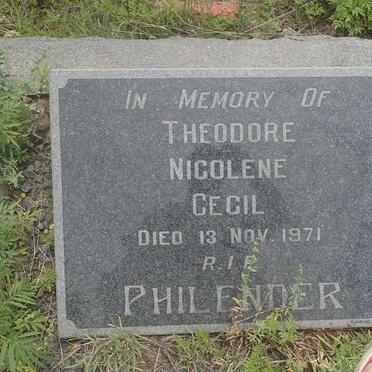 In Memory Of
Theodore
Nicolene
Cecil
Died 13 Nov. 1971
R.I.P.
Philender